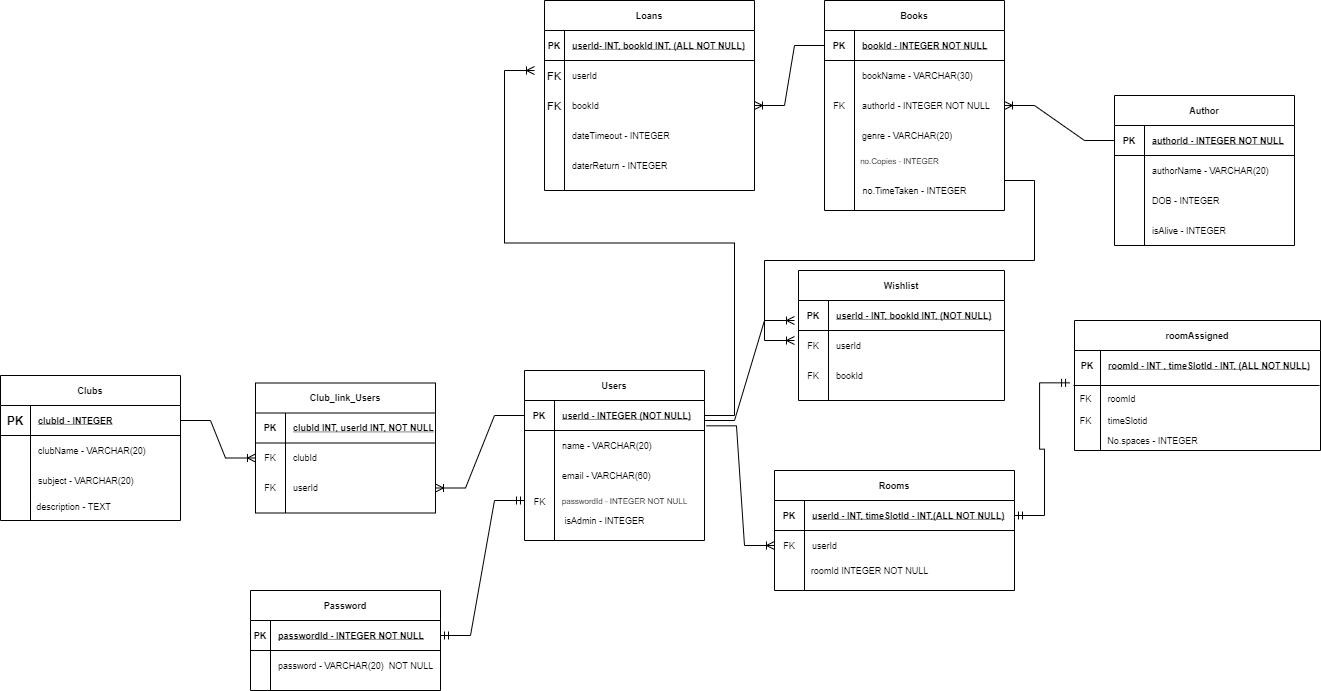 Loans
PK userId- INT, bookId INT, (ALL NOT NULL)
FK userId
FK bookId
dateTimeout - INTEGER
daterReturn - INTEGER
Books
PK bookId - INTEGER NOT NULL
bookName - VARCHAR(30)
FK authorId - INTEGER NOT NULL
genre - VARCHAR(20)
no.Copies - INTEGER
no.TimeTaken - INTEGER
Author
PK authorId - INTEGER NOT NULL
authorName - VARCHAR(20)
DOB - INTEGER
isAlive - INTEGER
Wishlist
PK userId - INT, bookId INT, (NOT NULL)
FK userId
FK bookId
roomAssigned
PK roomId - INT , timeSlotId - INT, (ALL NOT NULL)
FK roomId
FK timeSlotid
No.spaces - INTEGER
Clubs
PK clubId - INTEGER
clubName - VARCHAR(20)
subject - VARCHAR(20)
description - TEXT
Club_link_Users
PK clubId INT, userId INT, NOT NULL
FK clubId
FK userId
Users
PK userId - INTEGER (NOT NULL)
name - VARCHAR(20)
email - VARCHAR(60)
FK passwordId - INTEGER NOT NULL
isAdmin - INTEGER
Rooms
PK userId - INT, timeSlotId - INT,(ALL NOT NULL)
FK userId
roomId INTEGER NOT NULL
Password
PK passwordId - INTEGER NOT NULL
password - VARCHAR(20) NOT NULL